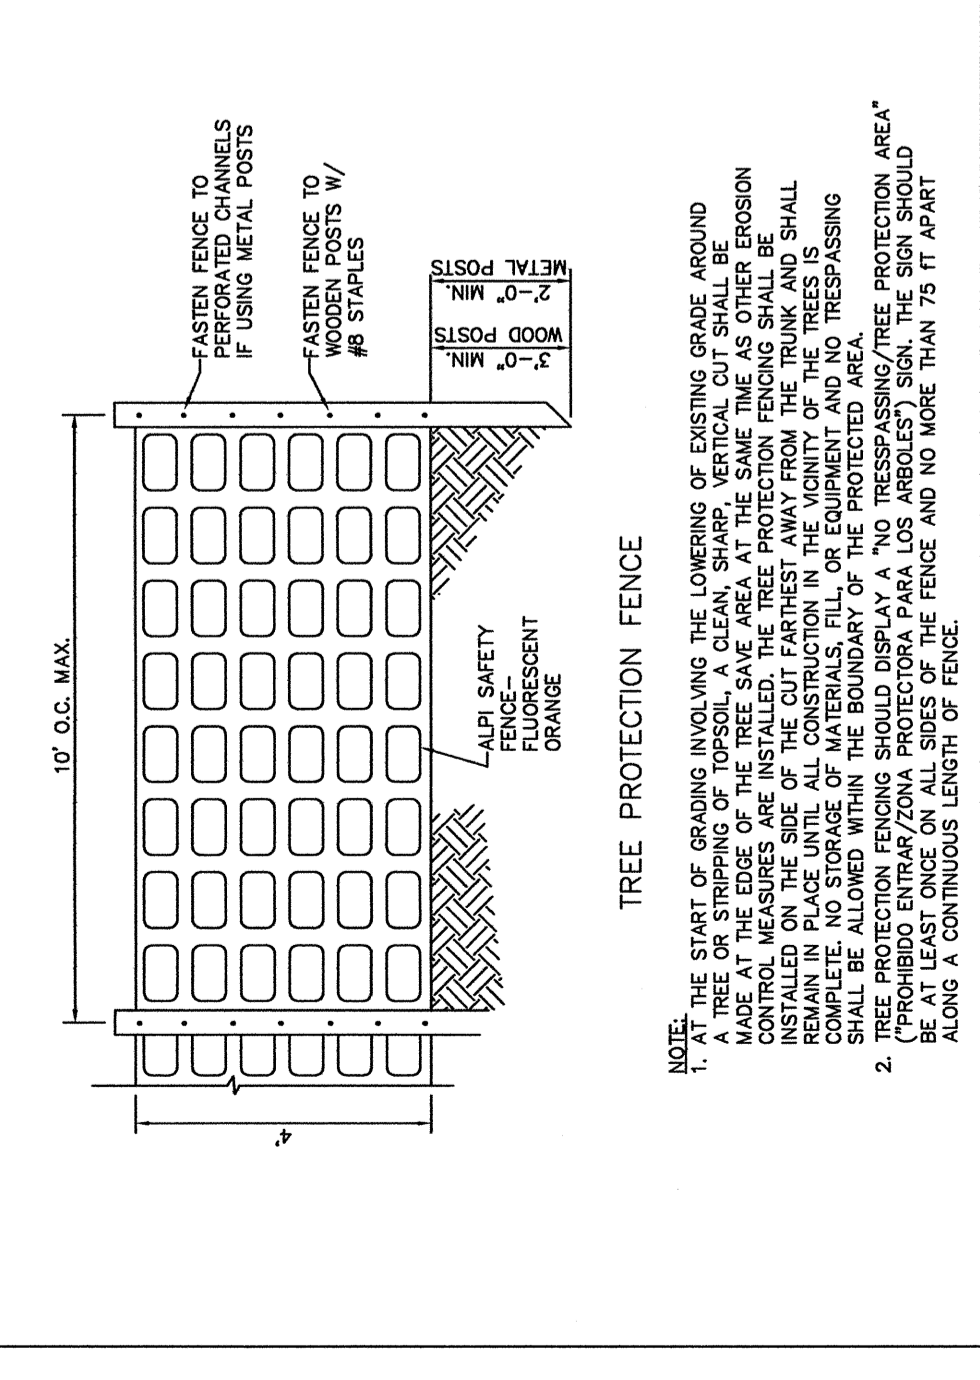 10' O.C. MAX.
FASTEN FENCE TO
PERFORATED CHANNELS
IF USING METAL POSTS
FASTEN FENCE TO
WOODEN POSTS W/
#8 STAPLES
4'
3'-0" MIN.
WOOD POSTS
2'-0" MIN.
METAL POSTS
ALPI SAFETY
FENCE-
FLUORESCENT
ORANGE
TREE PROTECTION FENCE
NOTE:
1. AT THE START OF GRADING INVOLVING THE LOWERING OF EXISTING GRADE AROUND
A TREE OR STRIPPING OF TOPSOIL, A CLEAN, SHARP, VERTICAL CUT SHALL BE
MADE AT THE EDGE OF THE TREE SAVE AREA AT THE SAME TIME AS OTHER EROSION
CONTROL MEASURES ARE INSTALLED. THE TREE PROTECTION FENCING SHALL BE
INSTALLED ON THE SIDE OF THE CUT FARTHEST AWAY FROM THE TRUNK AND SHALL
REMAIN IN PLACE UNTIL ALL CONSTRUCTION IN THE VICINITY OF THE TREES IS
COMPLETE. NO STORAGE OF MATERIALS, FILL, OR EQUIPMENT AND NO TRESPASSING
SHALL BE ALLOWED WITHIN THE BOUNDARY OF THE PROTECTED AREA.
2. TREE PROTECTION FENCING SHOULD DISPLAY A "NO TRESSPASSING/TREE PROTECTION AREA"
("PROHIBIDO ENTRAR/ZONA PROTECTORA PARA LOS ARBOLES") SIGN. THE SIGN SHOULD
BE AT LEAST ONCE ON ALL SIDES OF THE FENCE AND NO MORE THAN 75 fT APART
ALONG A CONTINUOUS LENGTH OF FENCE.